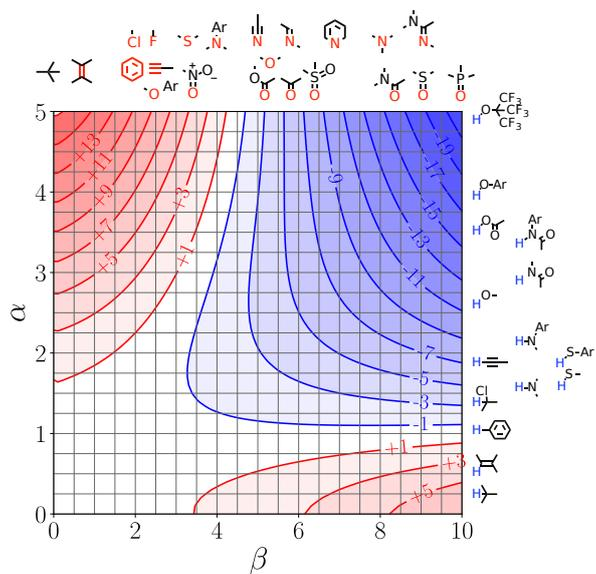 N
Ar
Cl F S N N N N N N
O
N + O − O S O N S P
O Ar O O O O O O O
5
4
3
2
1
0
α
0 2 4 6 8 10
β
+13
+11
+9
+7
+5
+3
+1
-19
-17
-15
-13
-11
-9
-7
-5
-3
-1
+1
+3
+5
CF3
H O CF3
CF3
H O-Ar
H O O
Ar
H N O
H N O
H O
Ar
H N
H S-Ar
H
H S
H N
Cl
H
H
H
H